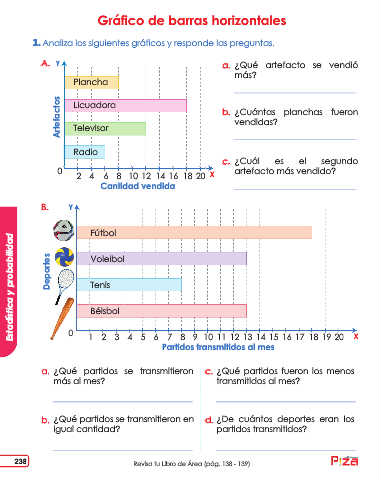 Gráfico de barras horizontales
1. Analiza los siguientes gráficos y responde las preguntas.
A.
Y
Artefactos
Plancha
Licuadora
Televisor
Radio
0
2 4 6 8 10 12 14 16 18 20 X
Cantidad vendida
a. ¿Qué artefacto se vendió
más?
b. ¿Cuántas planchas fueron
vendidas?
c. ¿Cuál es el segundo
artefacto más vendido?
B.
Y
Deportes
Fútbol
Voleibol
Tenis
Béisbol
0
1 2 3 4 5 6 7 8 9 10 11 12 13 14 15 16 17 18 19 20 X
Partidos transmitidos al mes
a. ¿Qué partidos se transmitieron
más al mes?
b. ¿Qué partidos se transmitieron en
igual cantidad?
c. ¿Qué partidos fueron los menos
transmitidos al mes?
d. ¿De cuántos deportes eran los
partidos transmitidos?
Estadística y probabilidad
238
Revisa tu Libro de Área (pág. 138 - 139)